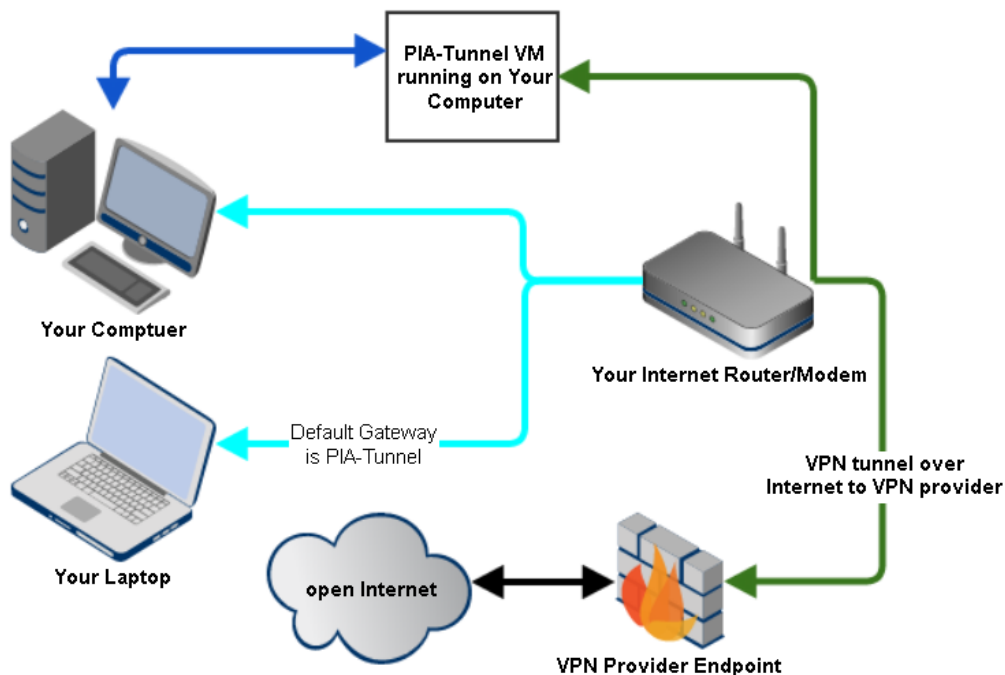 PIA-Tunnel VM
running on Your
Computer
Your Comptuer
Your Internet Router/Modem
Default Gateway
is PIA-Tunnel
VPN tunnel over
Internet to VPN provider
Your Laptop
open Internet
VPN Provider Endpoint